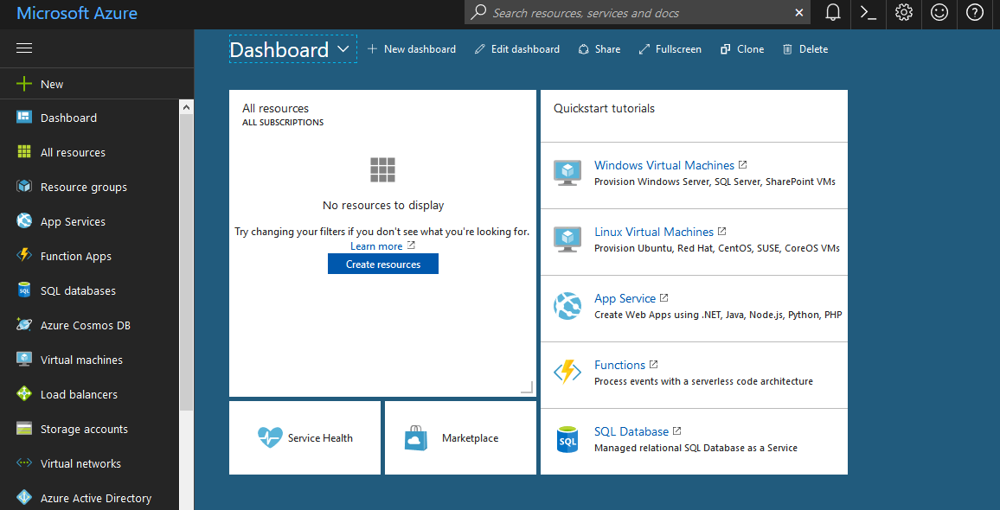 Microsoft Azure
Search resources, services and docs
New
Dashboard
All resources
Resource groups
App Services
Function Apps
SQL databases
Azure Cosmos DB
Virtual machines
Load balancers
Storage accounts
Virtual networks
Azure Active Directory
Dashboard
New dashboard
Edit dashboard
Share
Fullscreen
Clone
Delete
All resources
ALL SUBSCRIPTIONS
No resources to display
Try changing your filters if you don't see what you're looking for.
Learn more
Create resources
Service Health
Marketplace
Quickstart tutorials
Windows Virtual Machines
Provision Windows Server, SQL Server, SharePoint VMs
Linux Virtual Machines
Provision Ubuntu, Red Hat, CentOS, SUSE, CoreOS VMs
App Service
Create Web Apps using .NET, Java, Node.js, Python, PHP
Functions
Process events with a serverless code architecture
SQL
SQL Database
Managed relational SQL Database as a Service